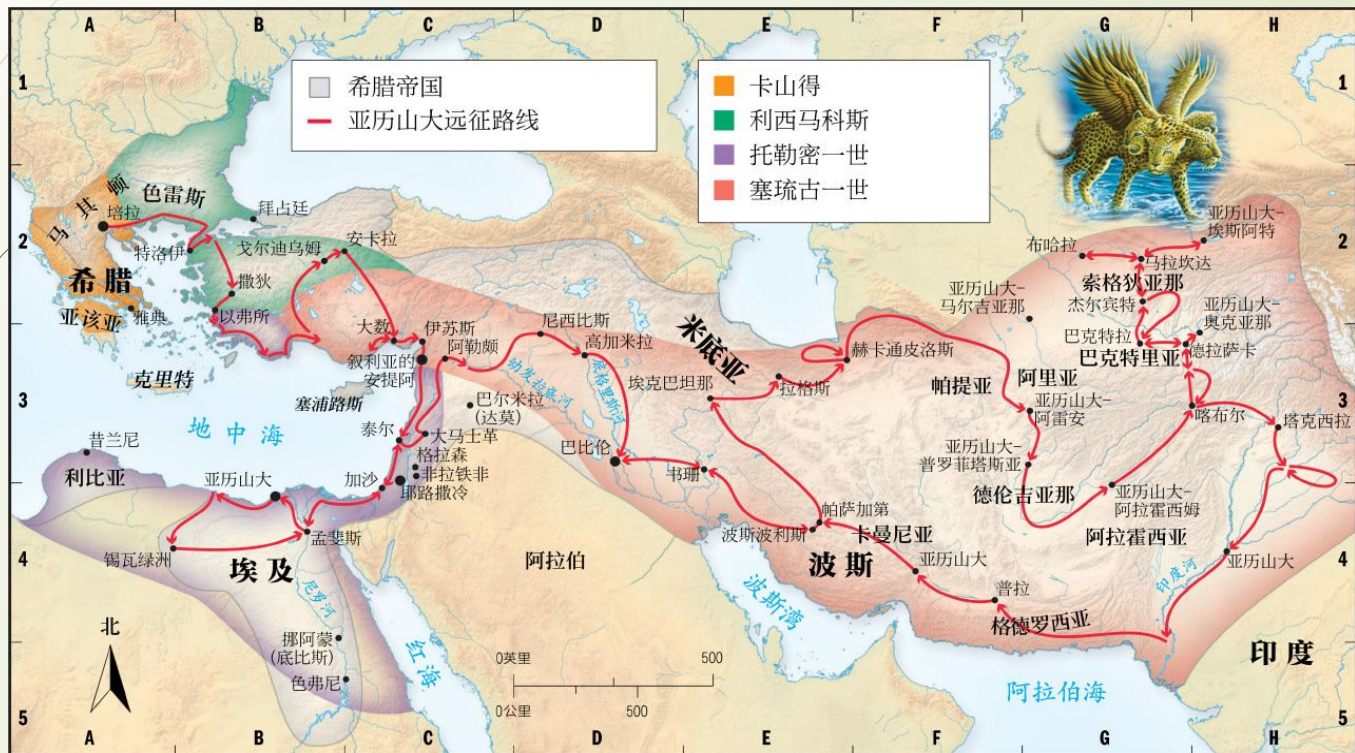 A
B
C
D
E
F
G
H
1
2
3
4
5
1
2
3
4
5
希腊帝国
亚历山大远征路线
卡山得
利西马科斯
托勒密一世
塞琉古一世
马其顿
色雷斯
培拉
拜占廷
特洛伊
戈尔迪乌姆
安卡拉
希腊
撒狄
亚该亚
雅典
以弗所
大数
伊苏斯
阿勒颇
叙利亚的
安提阿
克里特
塞浦路斯
地中海
尼西比斯
高加米拉
幼发拉底河
底格里斯河
米底亚
埃克巴坦那
拉格斯
赫卡通皮洛斯
巴尔米拉
(达莫)
泰尔
大马士革
格拉森
非拉铁非
耶路撒冷
加沙
巴比伦
书珊
昔兰尼
利比亚
亚历山大
锡瓦绿洲
孟斐斯
埃及
尼罗河
挪阿蒙
(底比斯)
色弗尼
红海
阿拉伯
波斯湾
波斯波利斯
帕萨加第
卡曼尼亚
波斯
亚历山大
普拉
格德罗西亚
布哈拉
亚历山大–
埃斯阿特
马拉坎达
索格狄亚那
亚历山大–
马尔吉亚那
杰尔宾特
亚历山大–
奥克亚那
巴克特拉
巴克特里亚
德拉萨卡
帕提亚
阿里亚
亚历山大–
阿雷安
喀布尔
塔克西拉
亚历山大–
普罗菲塔斯亚
德伦吉亚那
亚历山大–
阿拉霍西姆
阿拉霍西亚
印度河
亚历山大
印度
阿拉伯海
北
0英里
500
0公里
500
A
B
C
D
E
F
G
H